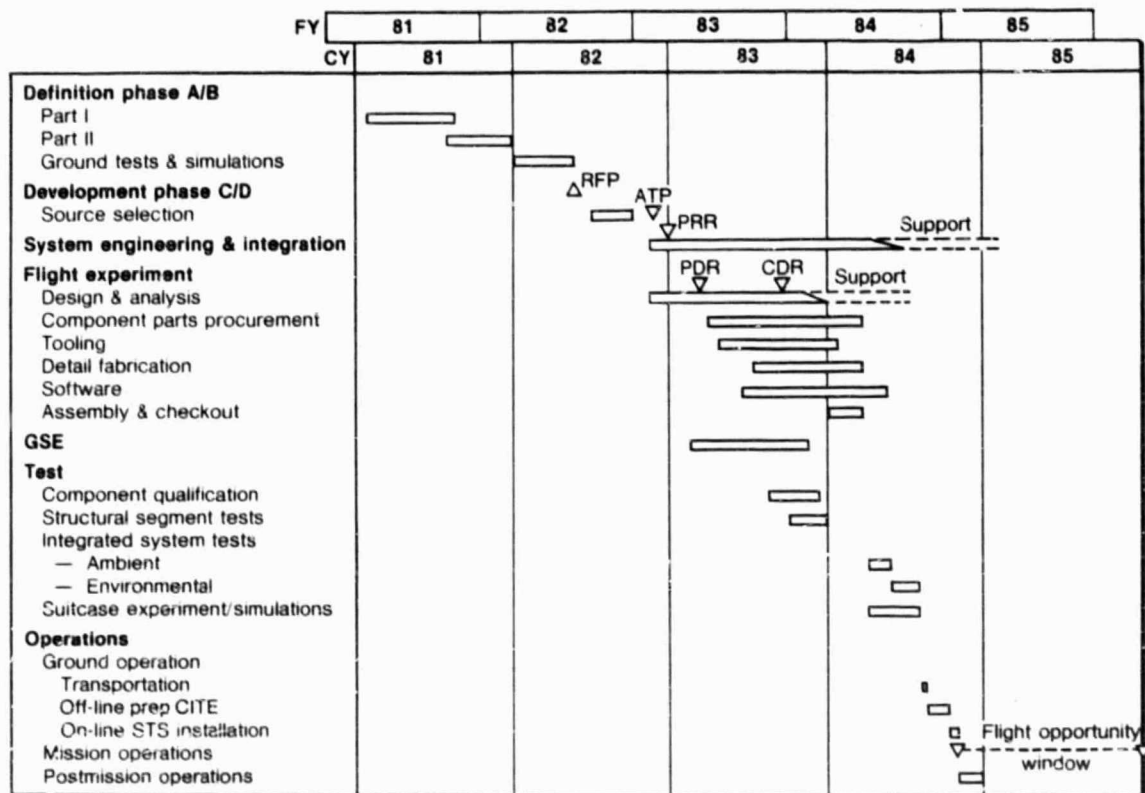 FY 81 82 83 84 85
CY 81 82 83 84 85
Definition phase A/B
Part I
Part II
Ground tests & simulations
RFP
Development phase C/D
ATP
Source selection
PRR
System engineering & integration
Support
Flight experiment
PDR CDR
Support
Design & analysis
Component parts procurement
Tooling
Detail fabrication
Software
Assembly & checkout
GSE
Test
Component qualification
Structural segment tests
Integrated system tests
— Ambient
— Environmental
Suitcase experiment/simulations
Operations
Ground operation
Transportation
Off-line prep CITE
On-line STS installation
Flight opportunity
Mission operations
window
Postmission operations